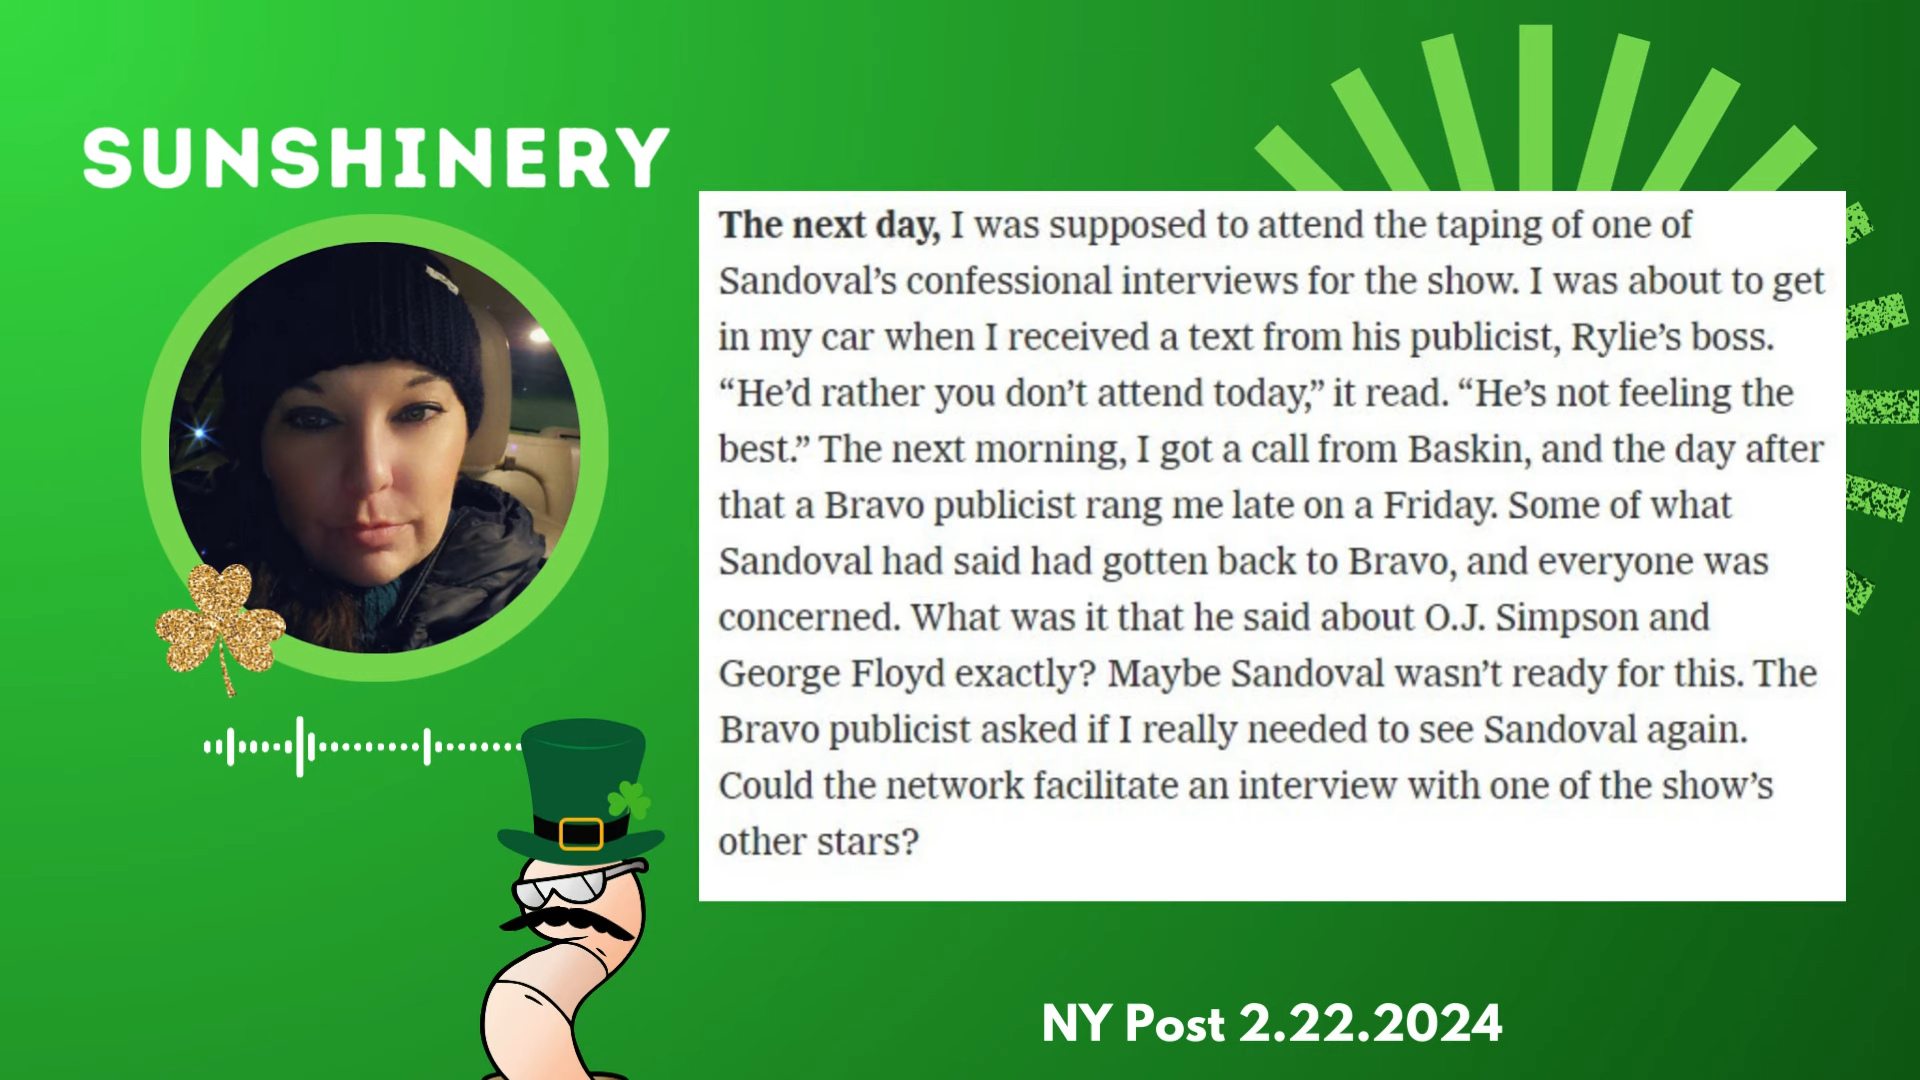 SUNSHINERY
The next day, I was supposed to attend the taping of one of
Sandoval’s confessional interviews for the show. I was about to get
in my car when I received a text from his publicist, Rylie’s boss.
“He’d rather you don’t attend today,” it read. “He’s not feeling the
best.” The next morning, I got a call from Baskin, and the day after
that a Bravo publicist rang me late on a Friday. Some of what
Sandoval had said had gotten back to Bravo, and everyone was
concerned. What was it that he said about O.J. Simpson and
George Floyd exactly? Maybe Sandoval wasn’t ready for this. The
Bravo publicist asked if I really needed to see Sandoval again.
Could the network facilitate an interview with one of the show’s
other stars?
NY Post 2.22.2024